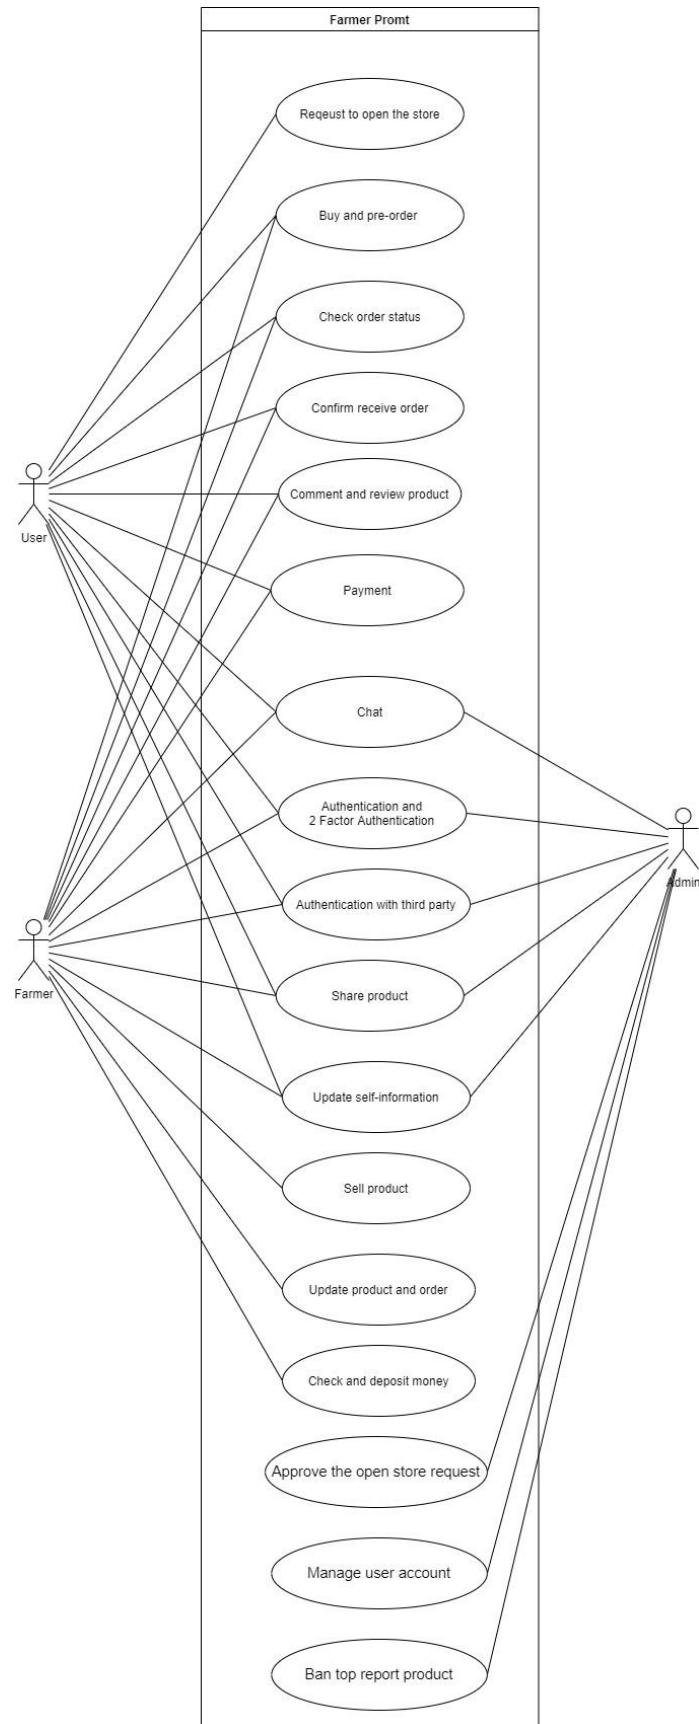 Farmer Promt
Reqeust to open the store
Buy and pre-order
Check order status
Confirm receive order
Comment and review product
User
Payment
Chat
Authentication and
2 Factor Authentication
Admin
Authentication with third party
Farmer
Share product
Update self-information
Sell product
Update product and order
Check and deposit money
Approve the open store request
Manage user account
Ban top report product